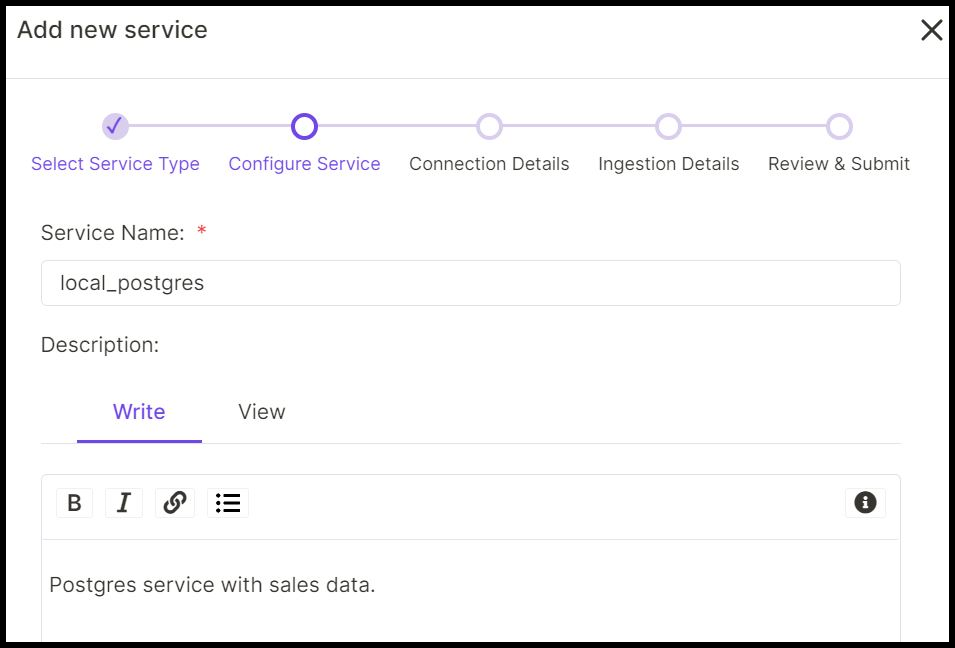 Add new service
Select Service Type
Configure Service
Connection Details
Ingestion Details
Review & Submit
Service Name: *
local_postgres
Description:
Write
View
B I
Postgres service with sales data.